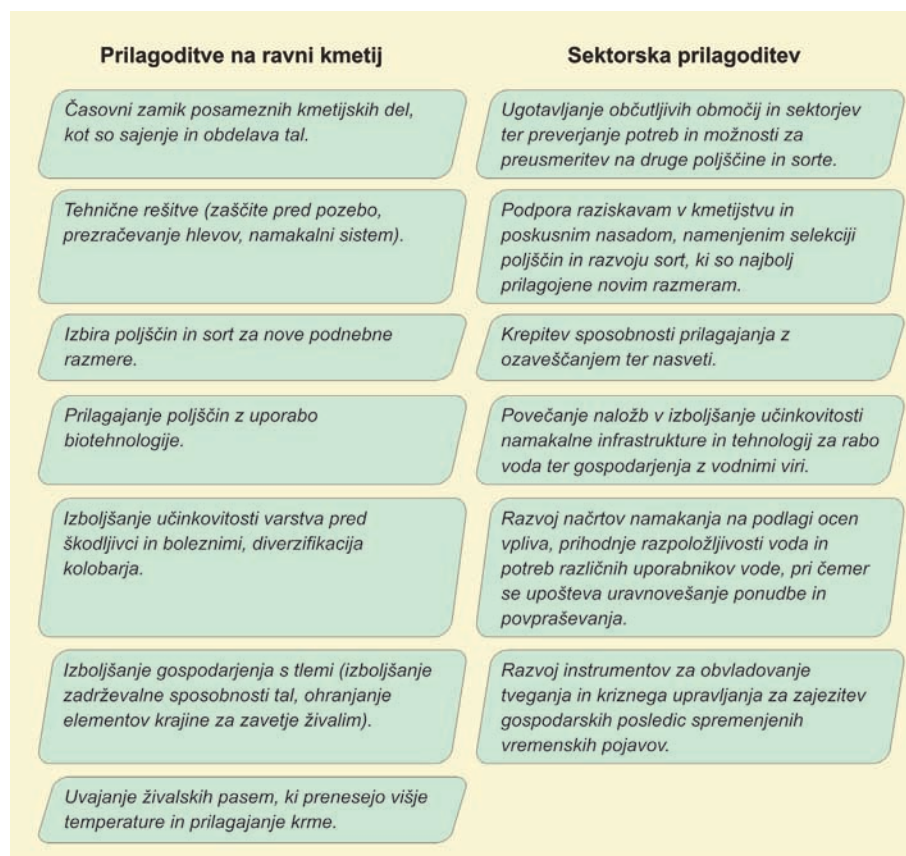 Prilagoditve na ravni kmetij
Časovni zamik posameznih kmetijskih del,
kot so sajenje in obdelava tal.
Tehnične rešitve (zaščite pred pozebo,
prezračevanje hlevov, namakalni sistem).
Izbira poljščin in sort za nove podnebne
razmere.
Prilagajanje poljščin z uporabo
biotehnologije.
Izboljšanje učinkovitosti varstva pred
škodljivci in boleznimi, diverzifikacija
kolobarja.
Izboljšanje gospodarjenja s tlemi (izboljšanje
zadrževalne sposobnosti tal, ohranjanje
elementov krajine za zavetje živalim).
Uvajanje živalskih pasem, ki prenesejo višje
temperature in prilagajanje krme.
Sektorska prilagoditev
Ugotavljanje občutljivih območij in sektorjev
ter preverjanje potreb in možnosti za
preusmeritev na druge poljščine in sorte.
Podpora raziskavam v kmetijstvu in
poskusnim nasadom, namenjenim selekciji
poljščin in razvoju sort, ki so najbolj
prilagojene novim razmeram.
Krepitev sposobnosti prilagajanja z
ozaveščanjem ter nasveti.
Povečanje naložb v izboljšanje učinkovitosti
namakalne infrastrukture in tehnologij za rabo
voda ter gospodarjenja z vodnimi viri.
Razvoj načrtov namakanja na podlagi ocen
vpliva, prihodnje razpoložljivosti voda in
potreb različnih uporabnikov vode, pri čemer
se upošteva uravnovešanje ponudbe in
povpraševanja.
Razvoj instrumentov za obvladovanje
tveganja in kriznega upravljanja za zajezitev
gospodarskih posledic spremenjenih
vremenskih pojavov.